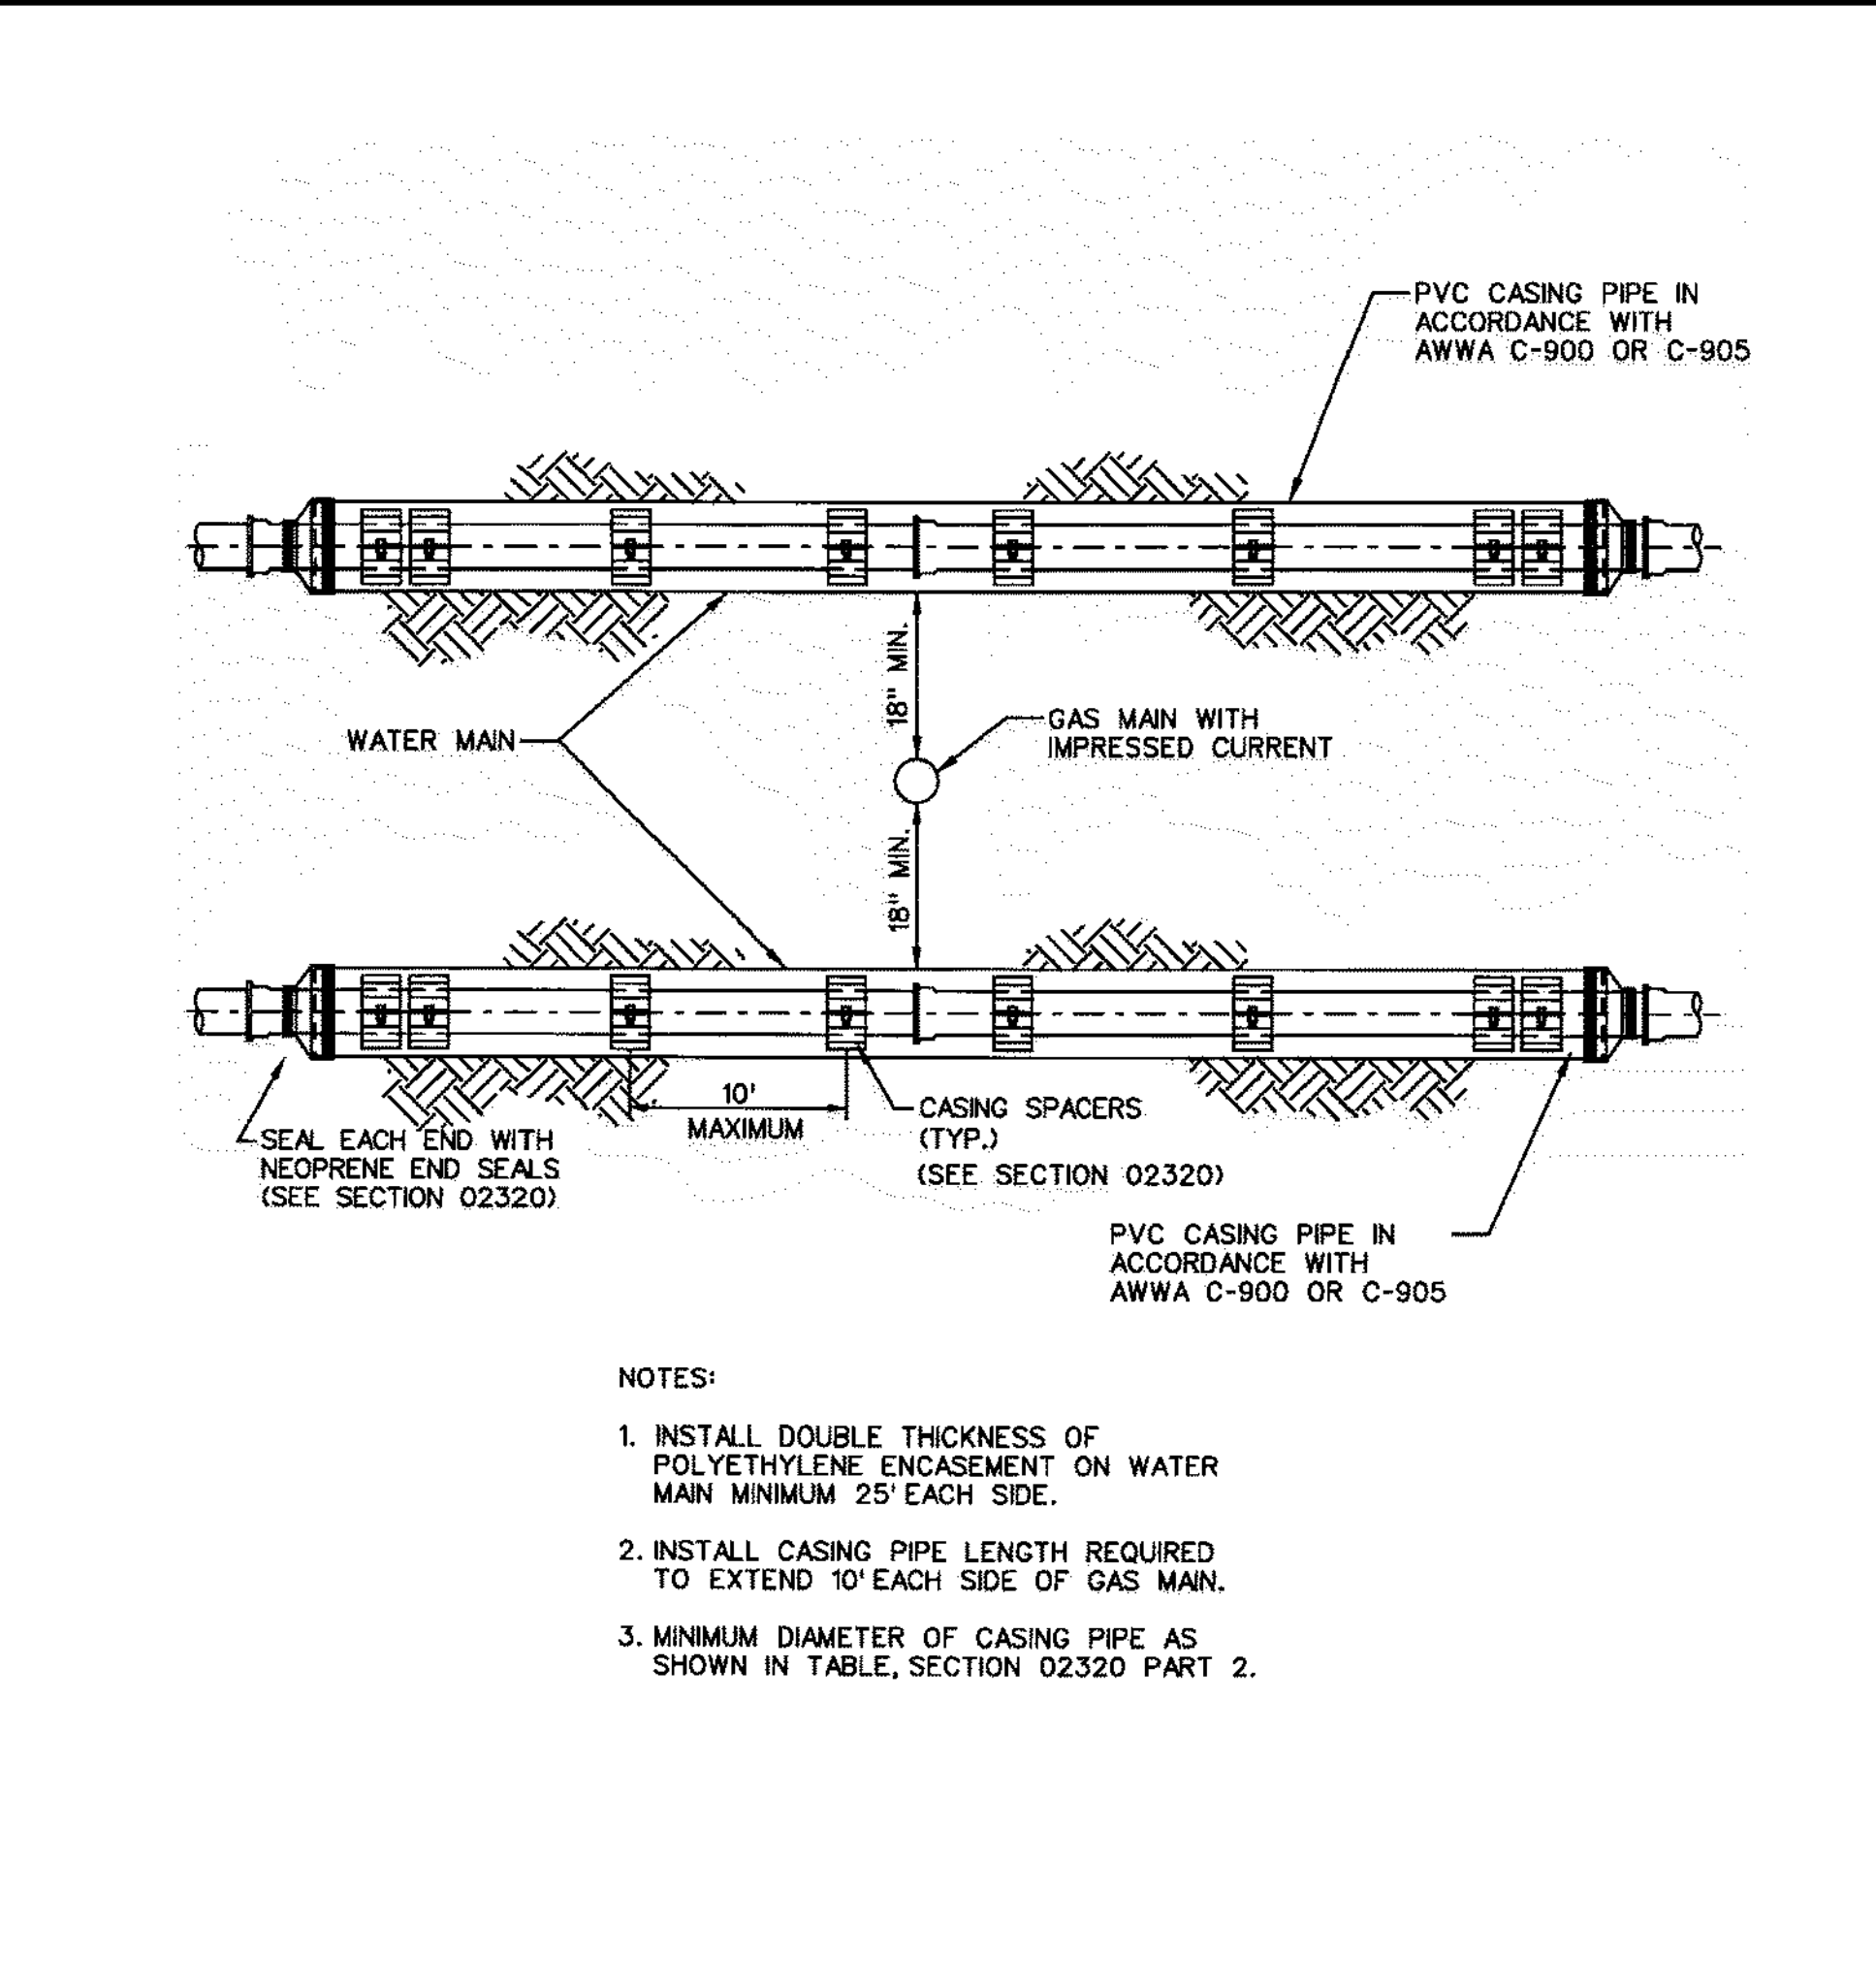 PVC CASING PIPE IN
ACCORDANCE WITH
AWWA C-900 OR C-905
18" MIN.
GAS MAIN WITH
IMPRESSED CURRENT
WATER MAIN
18" MIN.
10'
MAXIMUM
CASING SPACERS
(TYP.)
(SEE SECTION 02320)
SEAL EACH END WITH
NEOPRENE END SEALS
(SEE SECTION 02320)
PVC CASING PIPE IN
ACCORDANCE WITH
AWWA C-900 OR C-905
NOTES:
1. INSTALL DOUBLE THICKNESS OF
POLYETHYLENE ENCASEMENT ON WATER
MAIN MINIMUM 25' EACH SIDE.
2. INSTALL CASING PIPE LENGTH REQUIRED
TO EXTEND 10' EACH SIDE OF GAS MAIN.
3. MINIMUM DIAMETER OF CASING PIPE AS
SHOWN IN TABLE, SECTION 02320 PART 2.